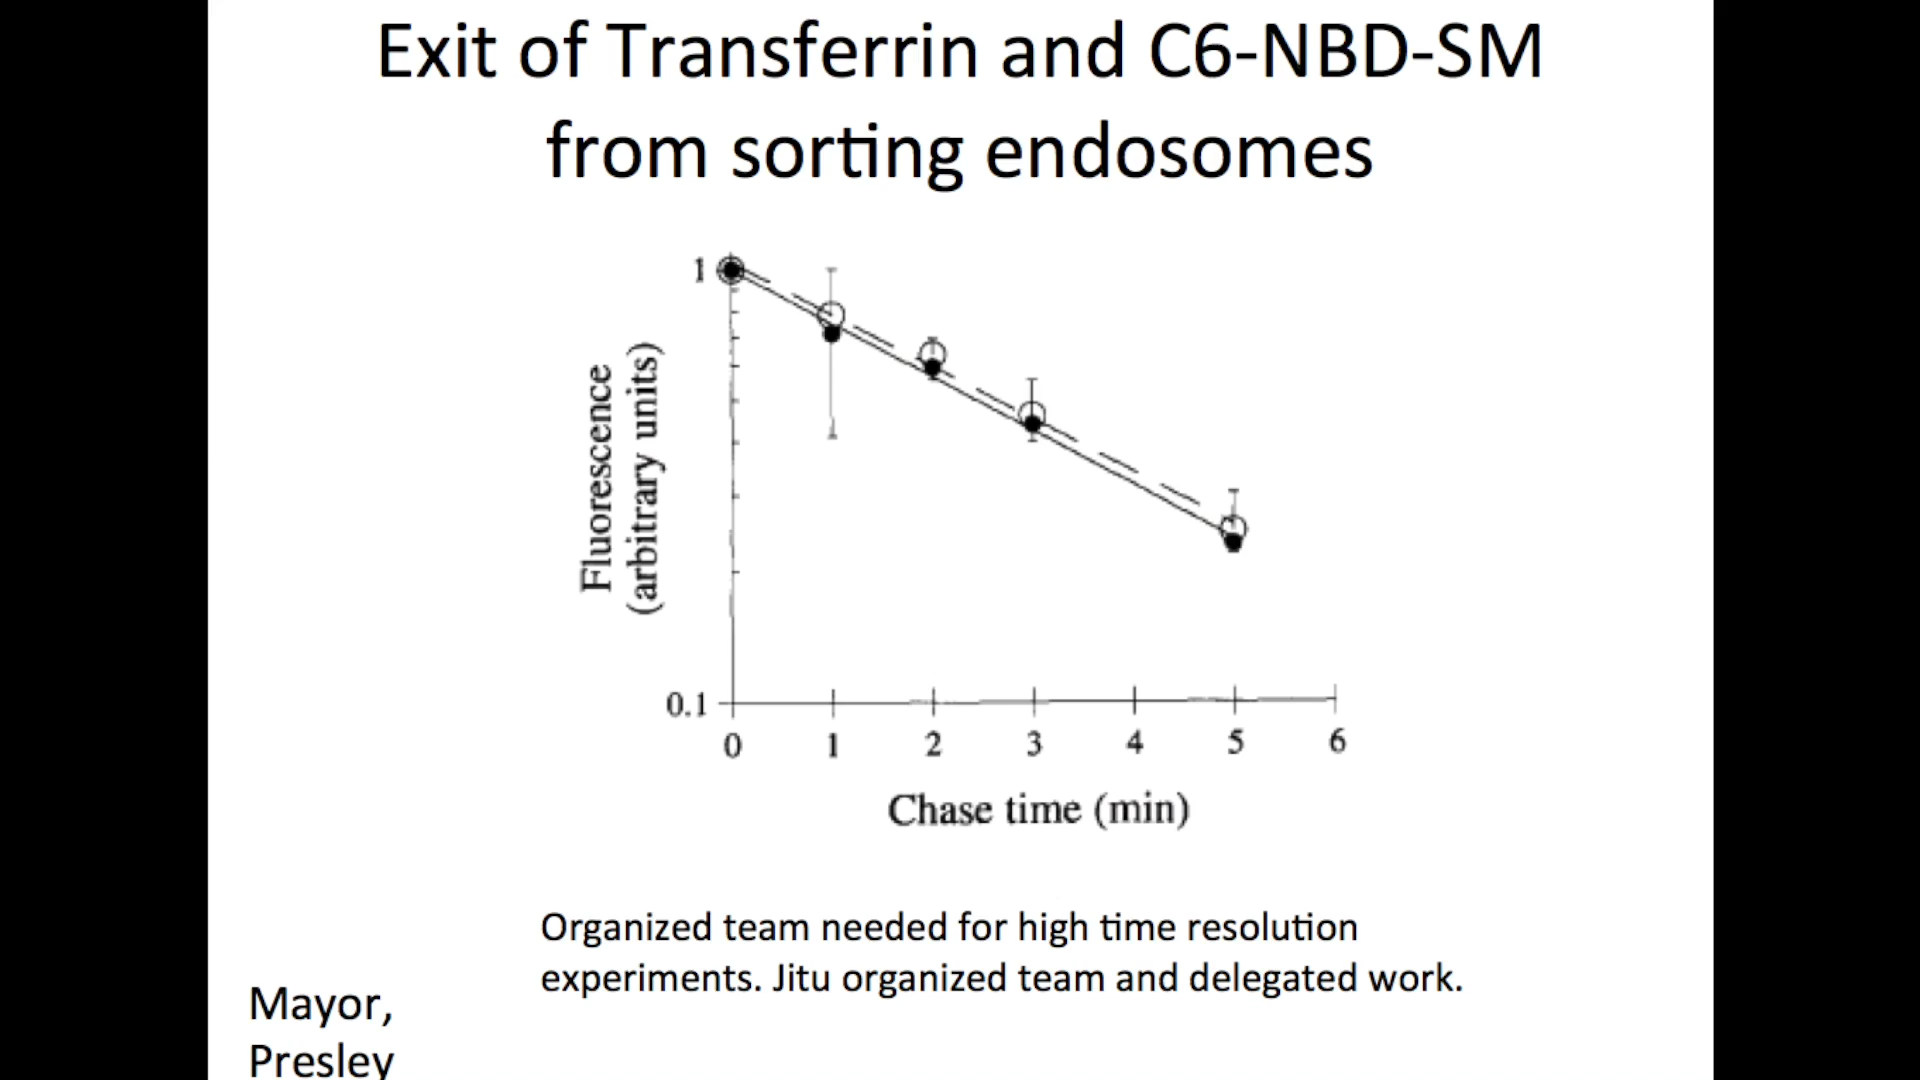 Exit of Transferrin and C6-NBD-SM
from sorting endosomes
1
Fluorescence
(arbitrary units)
0.1
0 1 2 3 4 5 6
Chase time (min)
Organized team needed for high time resolution
experiments. Jitu organized team and delegated work.
Mayor,
Presley